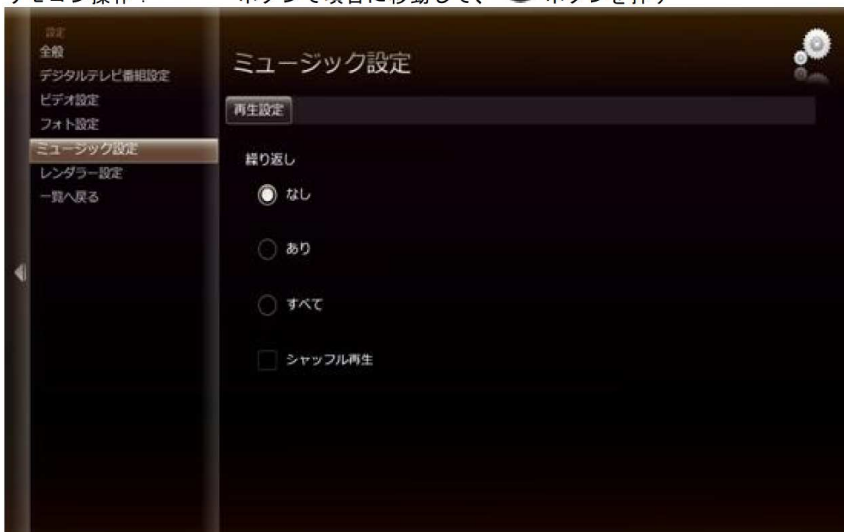 設定
全般
デジタルテレビ番組設定
ビデオ設定
フォト設定
ミュージック設定
レンダラー設定
一覧へ戻る
ミュージック設定
再生設定
繰り返し
なし
あり
すべて
シャッフル再生